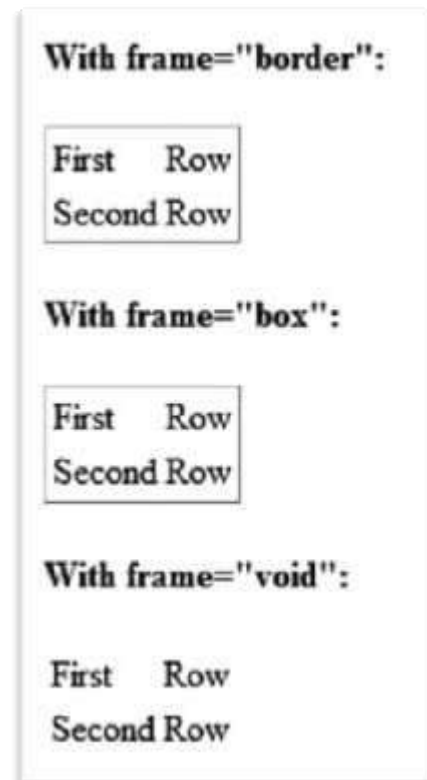 With frame="border":
First Row
Second Row
With frame="box":
First Row
Second Row
With frame="void":
First Row
Second Row